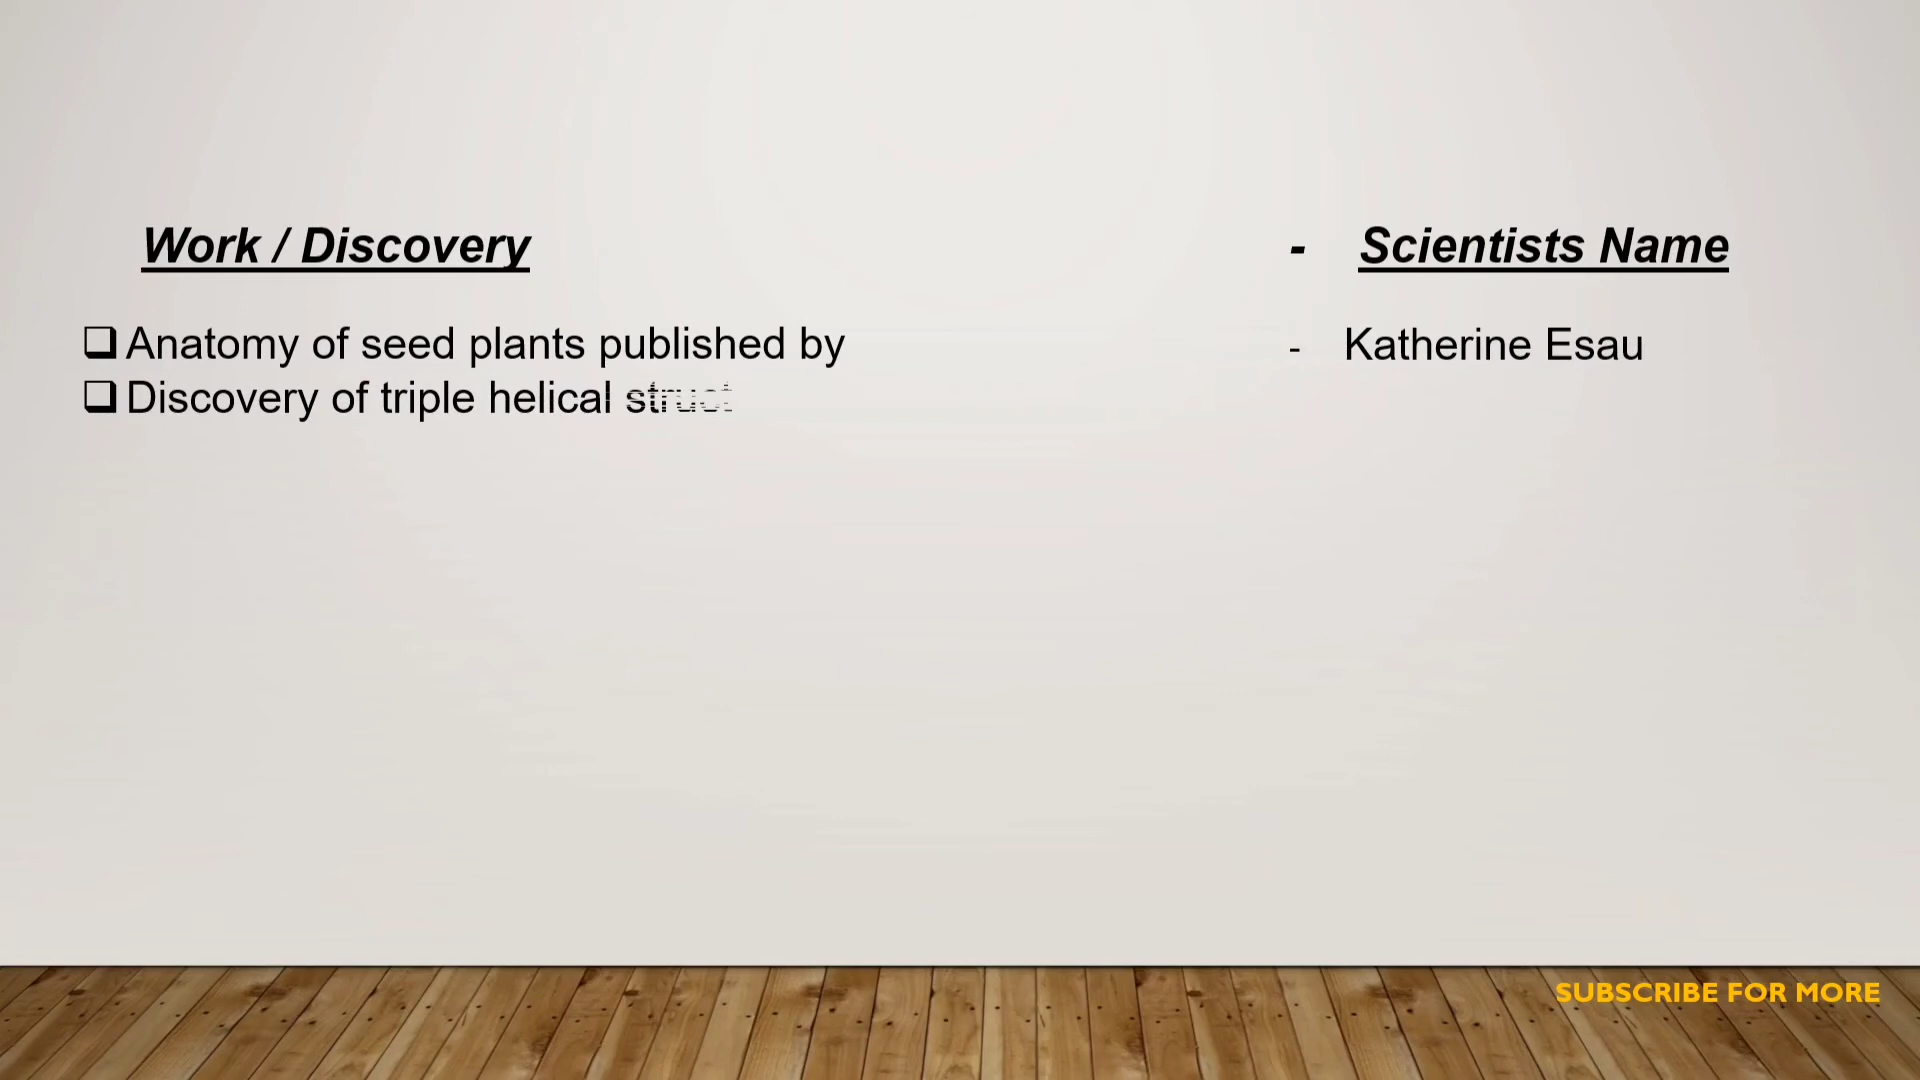 Work / Discovery - Scientists Name
Anatomy of seed plants published by - Katherine Esau
Discovery of triple helical struct
SUBSCRIBE FOR MORE